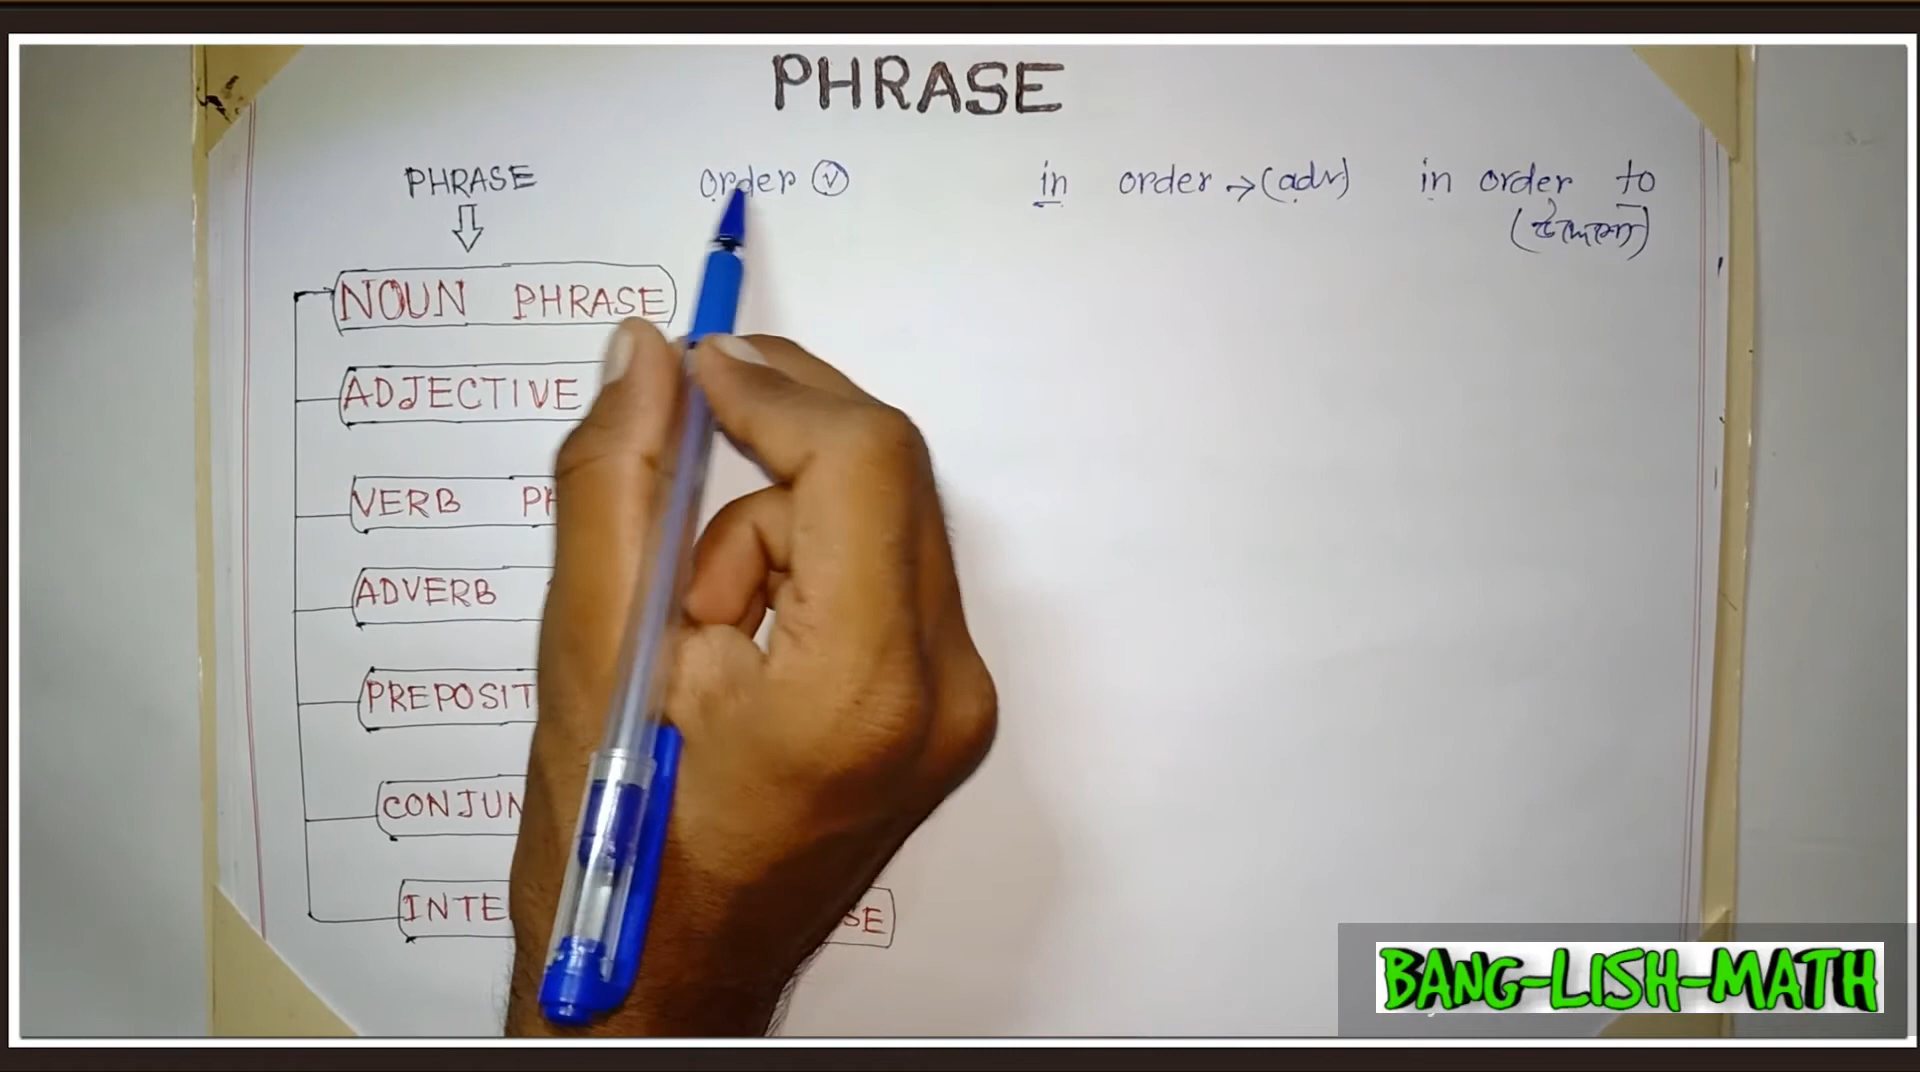 PHRASE
PHRASE order (v) in order → (adv) in order to
NOUN PHRASE
ADJECTIVE
VERB PH
ADVERB
PREPOSIT
CONJUN
INTE SE
BANG-LISH-MATH